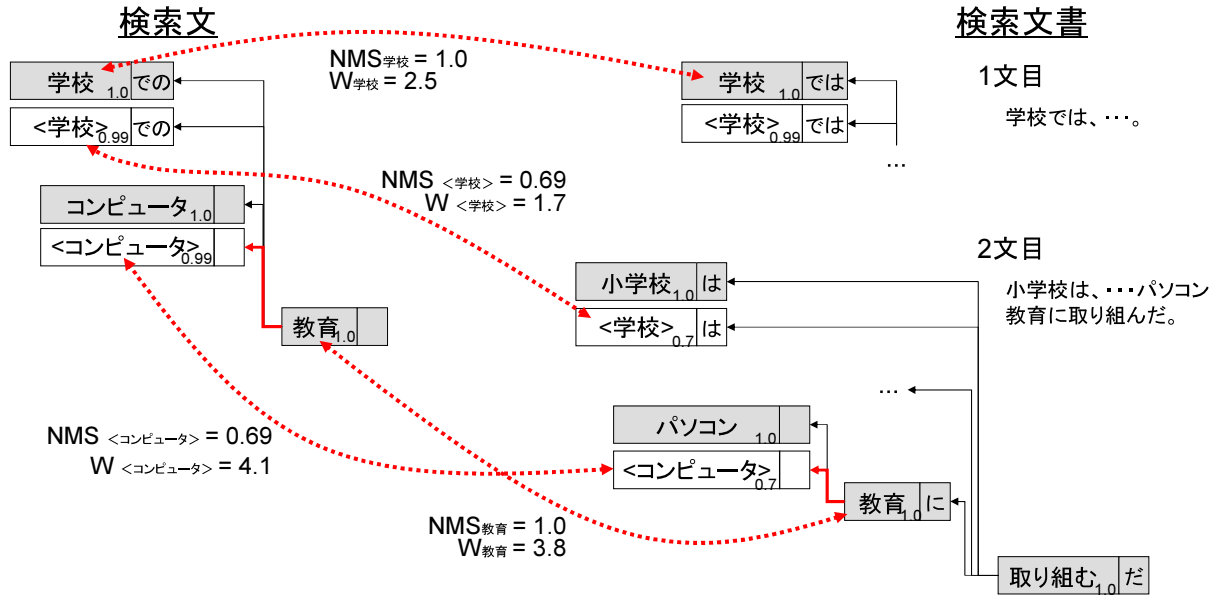 検索文
検索文書
学校 1.0 での
<学校> 0.99 での
NMS学校 = 1.0
W学校 = 2.5
学校 1.0 では
<学校> 0.99 では
…
1文目
学校では、・・・。
コンピュータ 1.0
<コンピュータ> 0.99
NMS <学校> = 0.69
W <学校> = 1.7
教育 1.0
小学校 1.0 は
<学校> 0.7 は
2文目
小学校は、・・・パソコン
教育に取り組んだ。
…
NMS <コンピュータ> = 0.69
W <コンピュータ> = 4.1
パソコン 1.0
<コンピュータ> 0.7
教育 1.0 に
NMS教育 = 1.0
W教育 = 3.8
取り組む 1.0 だ